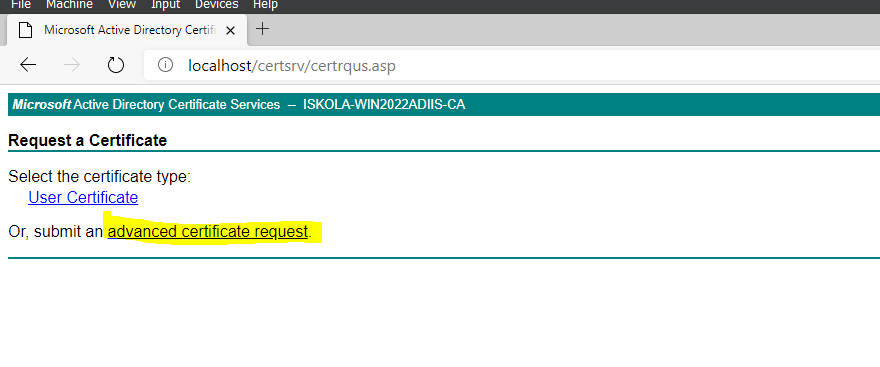 File Machine View Input Devices Help
Microsoft Active Directory Certifi
localhost/certsrv/certrqus.asp
Microsoft Active Directory Certificate Services -- ISKOLA-WIN2022ADIIS-CA
Request a Certificate
Select the certificate type:
User Certificate
Or, submit an advanced certificate request.